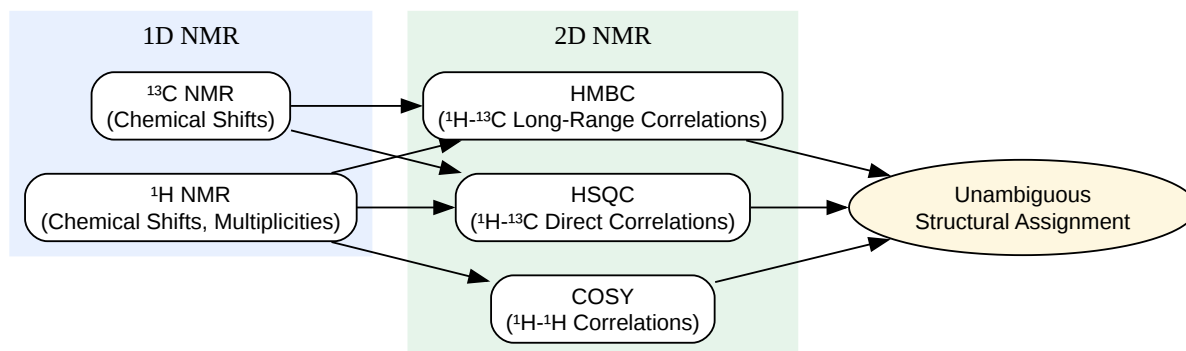 1D NMR
¹³C NMR
(Chemical Shifts)
¹H NMR
(Chemical Shifts, Multiplicities)
2D NMR
HMBC
(¹H-¹³C Long-Range Correlations)
HSQC
(¹H-¹³C Direct Correlations)
COSY
(¹H-¹H Correlations)
Unambiguous
Structural Assignment